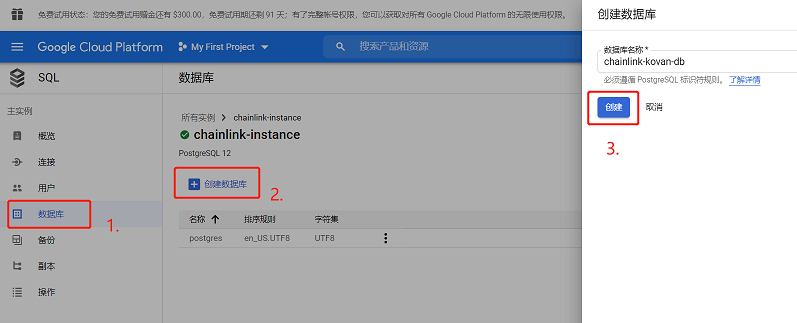 免费试用状态：您的免费试用赠金还有 $300.00，免费试用期还剩 91 天；有了完整帐号权限，您可以获取对所有 Google Cloud Platform 的无限使用权限。
Google Cloud Platform
My First Project
搜索产品和资源
SQL
数据库
主实例
概览
连接
用户
数据库
备份
副本
操作
1.
所有实例 > chainlink-instance
chainlink-instance
PostgreSQL 12
创建数据库
2.
名称 排序规则 字符集
postgres en_US.UTF8 UTF8
创建数据库
数据库名称 *
chainlink-kovan-db
必须遵循 PostgreSQL 标识符规则。 了解详情
创建 取消
3.